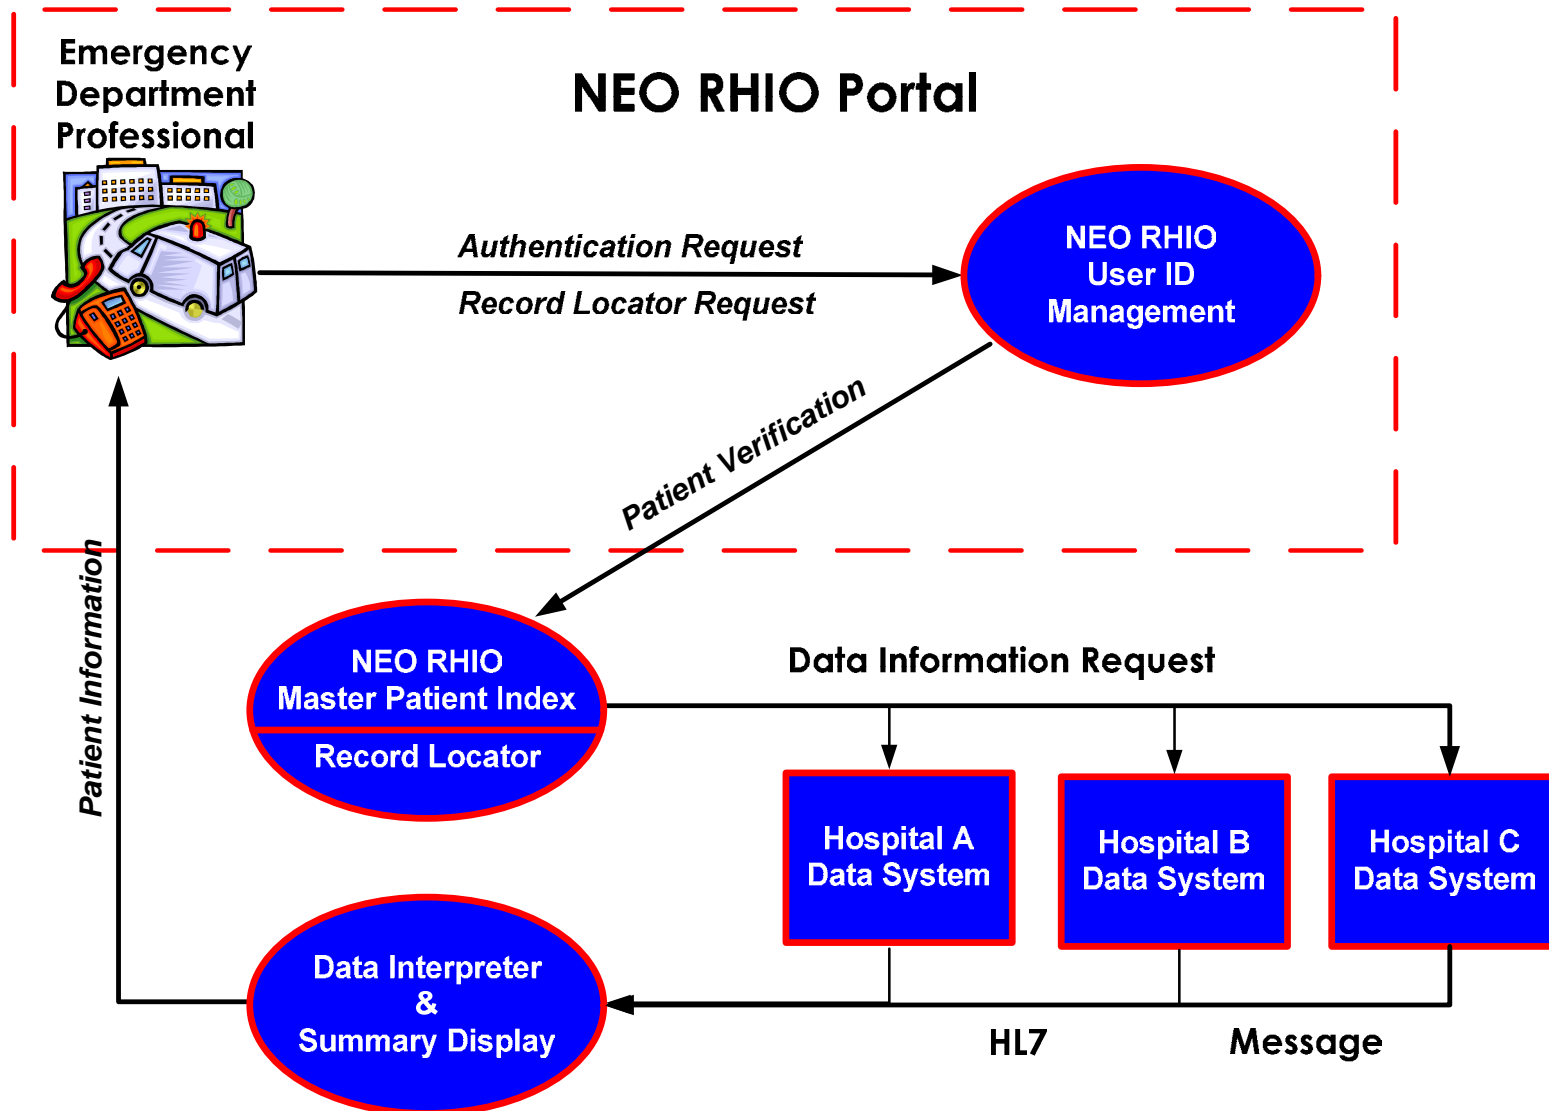 Emergency
Department
Professional
NEO RHIO Portal
Authentication Request
Record Locator Request
NEO RHIO
User ID
Management
Patient Verification
Patient Information
NEO RHIO
Master Patient Index
Record Locator
Data Information Request
Hospital A
Data System
Hospital B
Data System
Hospital C
Data System
Data Interpreter
&
Summary Display
HL7 Message